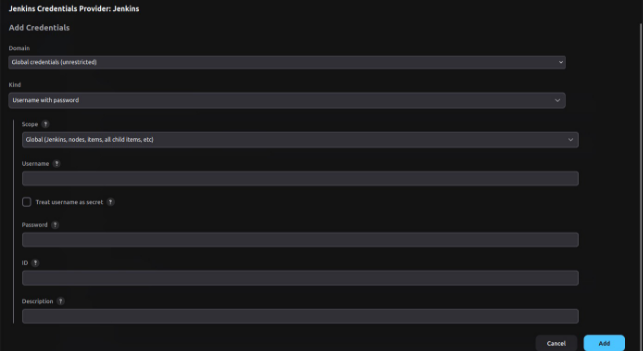 Jenkins Credentials Provider: Jenkins
Add Credentials
Domain
Global credentials (unrestricted)
Kind
Username with password
Scope ?
Global (Jenkins, nodes, items, all child items, etc)
Username ?
Treat username as secret ?
Password ?
ID ?
Description ?
Cancel Add